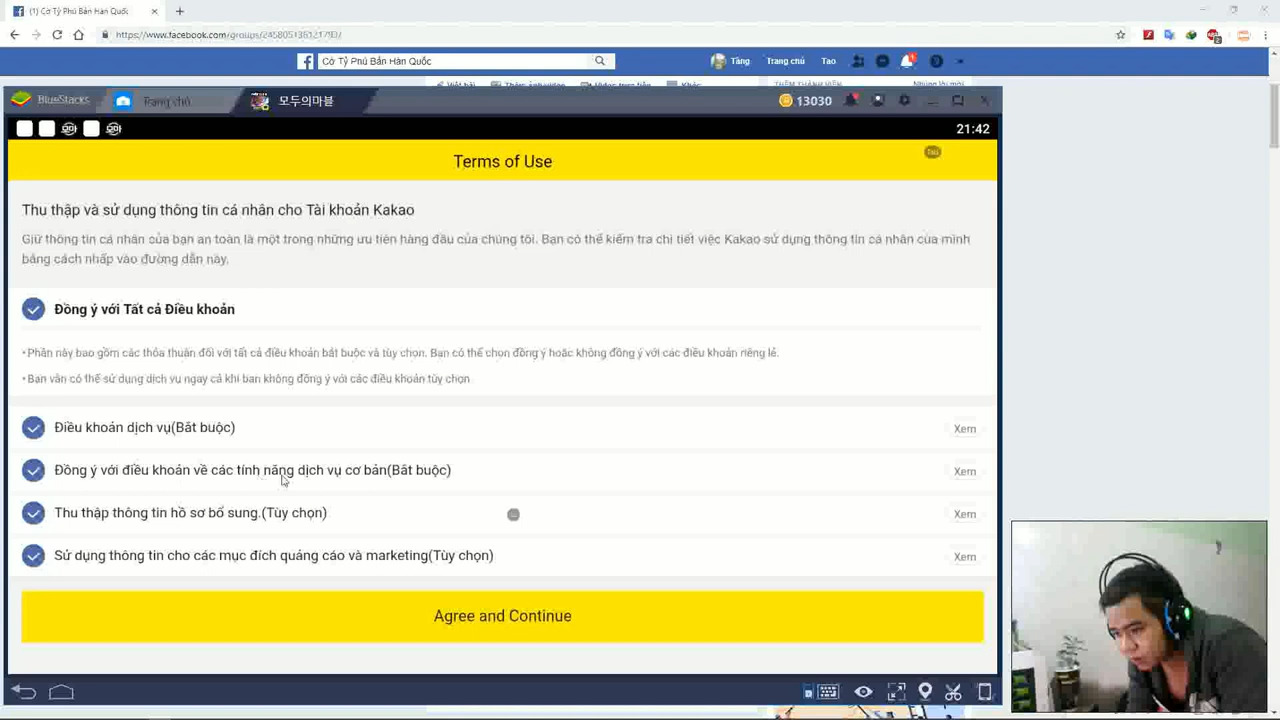 (1) Cờ Tỷ Phú Bản Hàn Quốc
Cờ Tỷ Phú Bản Hàn Quốc
Tăng
Trang chủ
Tạo
BlueStacks
Trang chủ
모두의마블
13030
21:42
Terms of Use
Thu thập và sử dụng thông tin cá nhân cho Tài khoản Kakao
Giữ thông tin cá nhân của bạn an toàn là một trong những ưu tiên hàng đầu của chúng tôi. Bạn có thể kiểm tra chi tiết việc Kakao sử dụng thông tin cá nhân của mình
bằng cách nhấp vào đường dẫn này.
Đồng ý với Tất cả Điều khoản
•Phần này bao gồm các thỏa thuận đối với tất cả điều khoản bắt buộc và tùy chọn. Bạn có thể chọn đồng ý hoặc không đồng ý với các điều khoản riêng lẻ.
•Bạn vẫn có thể sử dụng dịch vụ ngay cả khi bạn không đồng ý với các điều khoản tùy chọn
Điều khoản dịch vụ(Bắt buộc)
Xem
Đồng ý với điều khoản về các tính năng dịch vụ cơ bản(Bắt buộc)
Xem
Thu thập thông tin hồ sơ bổ sung.(Tùy chọn)
Xem
Sử dụng thông tin cho các mục đích quảng cáo và marketing(Tùy chọn)
Xem
Agree and Continue